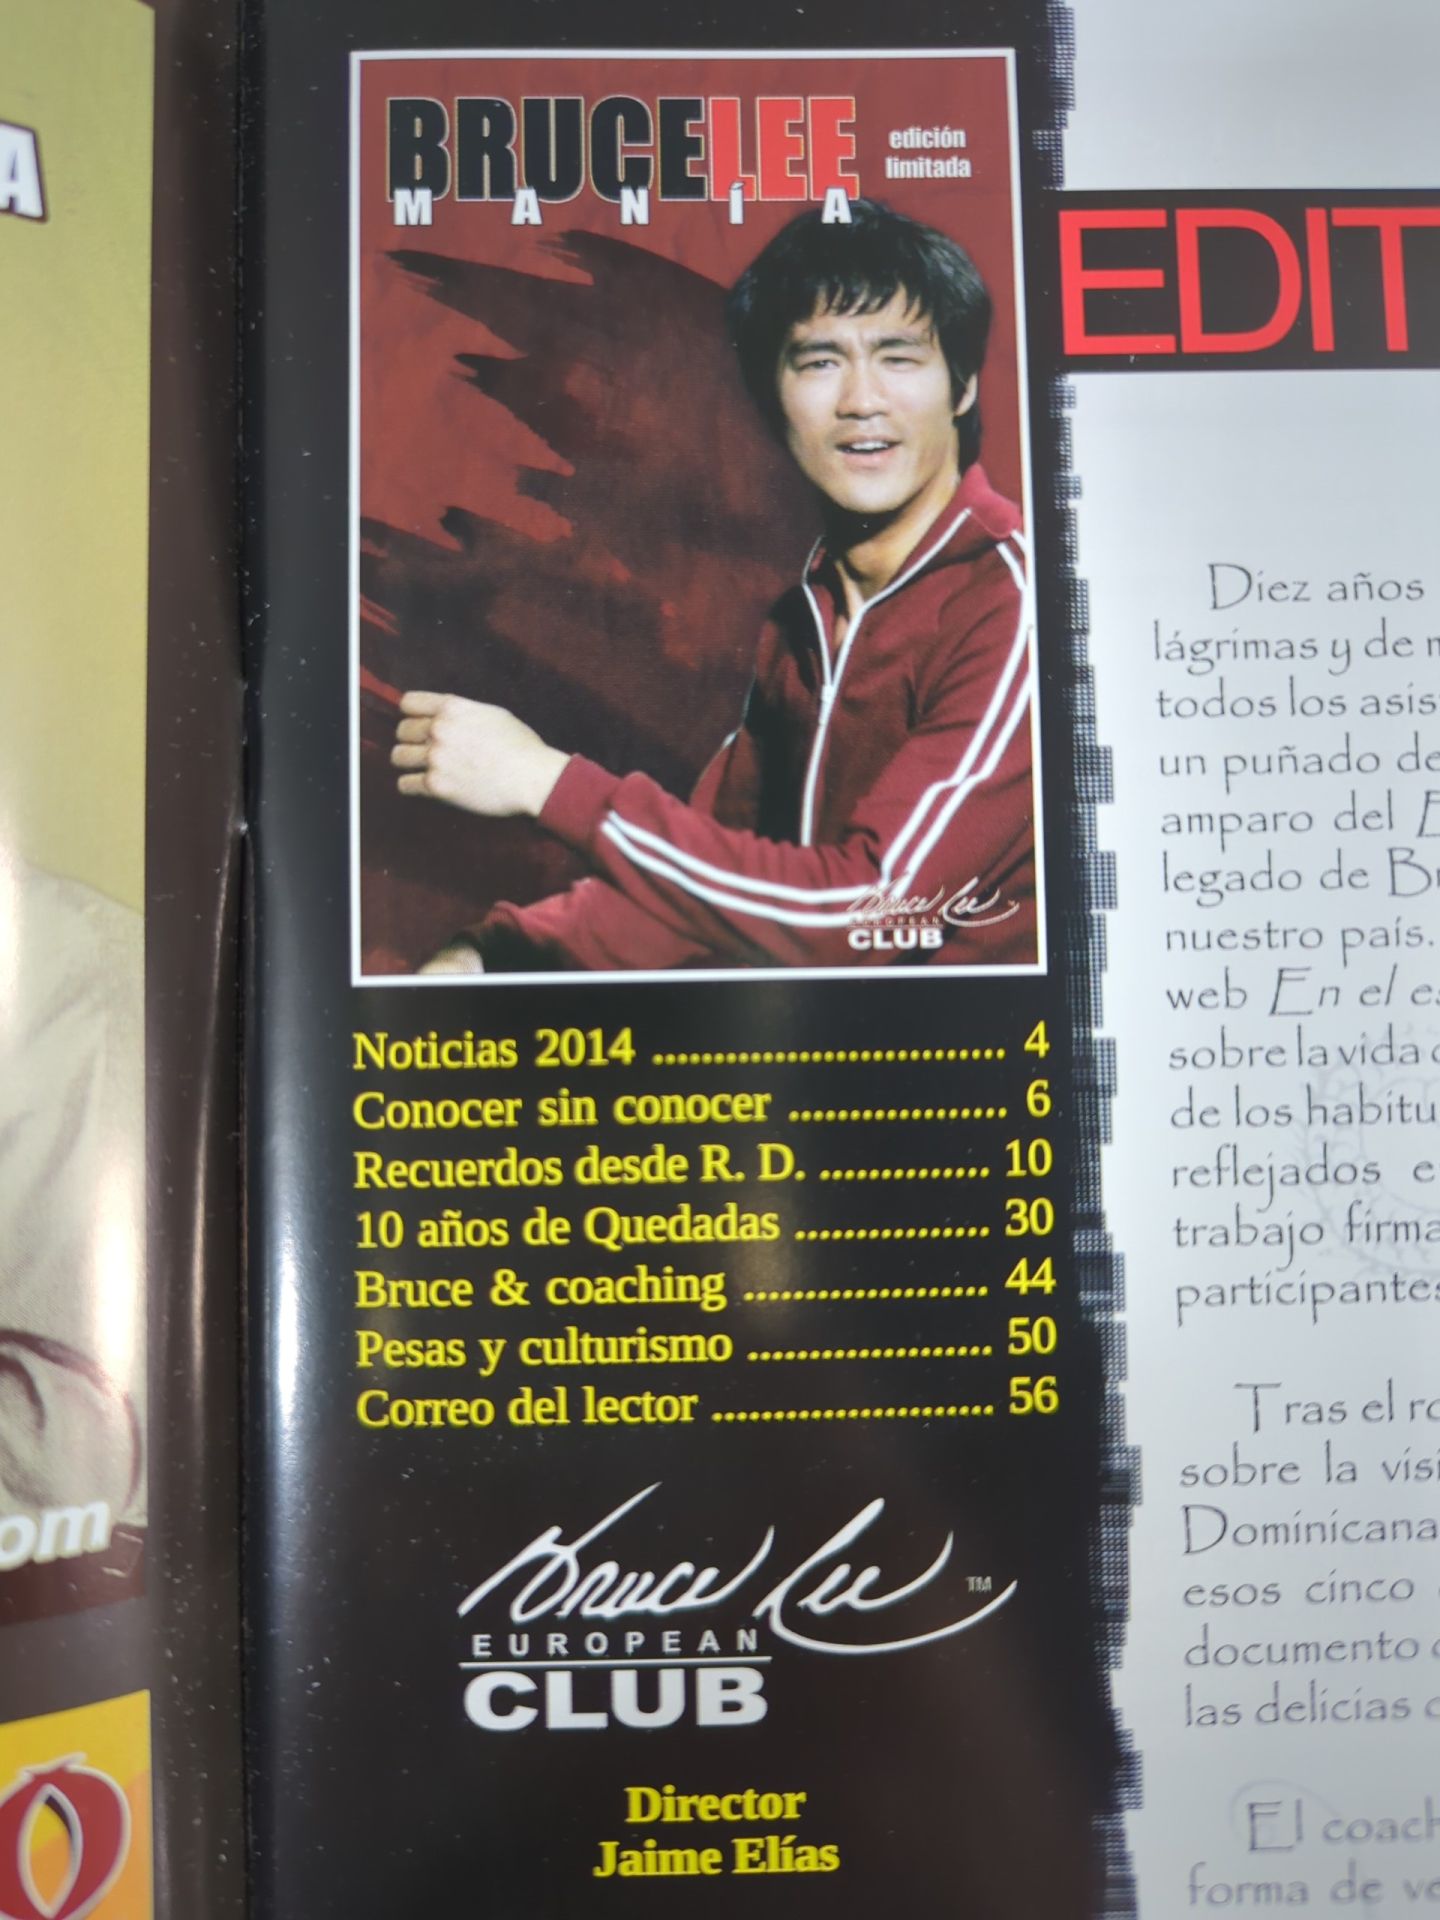 A
om
BRUCELEE
MANÍA
edición
limitada
Bruce Lee
EUROPEAN
CLUB
Noticias 2014 ............................ 4
Conocer sin conocer .................. 6
Recuerdos desde R. D. .............. 10
10 años de Quedadas ................ 30
Bruce & coaching .................... 44
Pesas y culturismo .................... 50
Correo del lector ....................... 56
Bruce Lee ™
EUROPEAN
CLUB
Director
Jaime Elías
EDIT
Diez años
lágrimas y de
todos los asis
un puñado de
amparo del
legado de
nuestro país.
web En el
sobre la vida
de los habitu
reflejados
trabajo firma
participantes
Tras el
sobre la visi
Dominicana
esos cinco
documento
las delicias
El coach
forma de